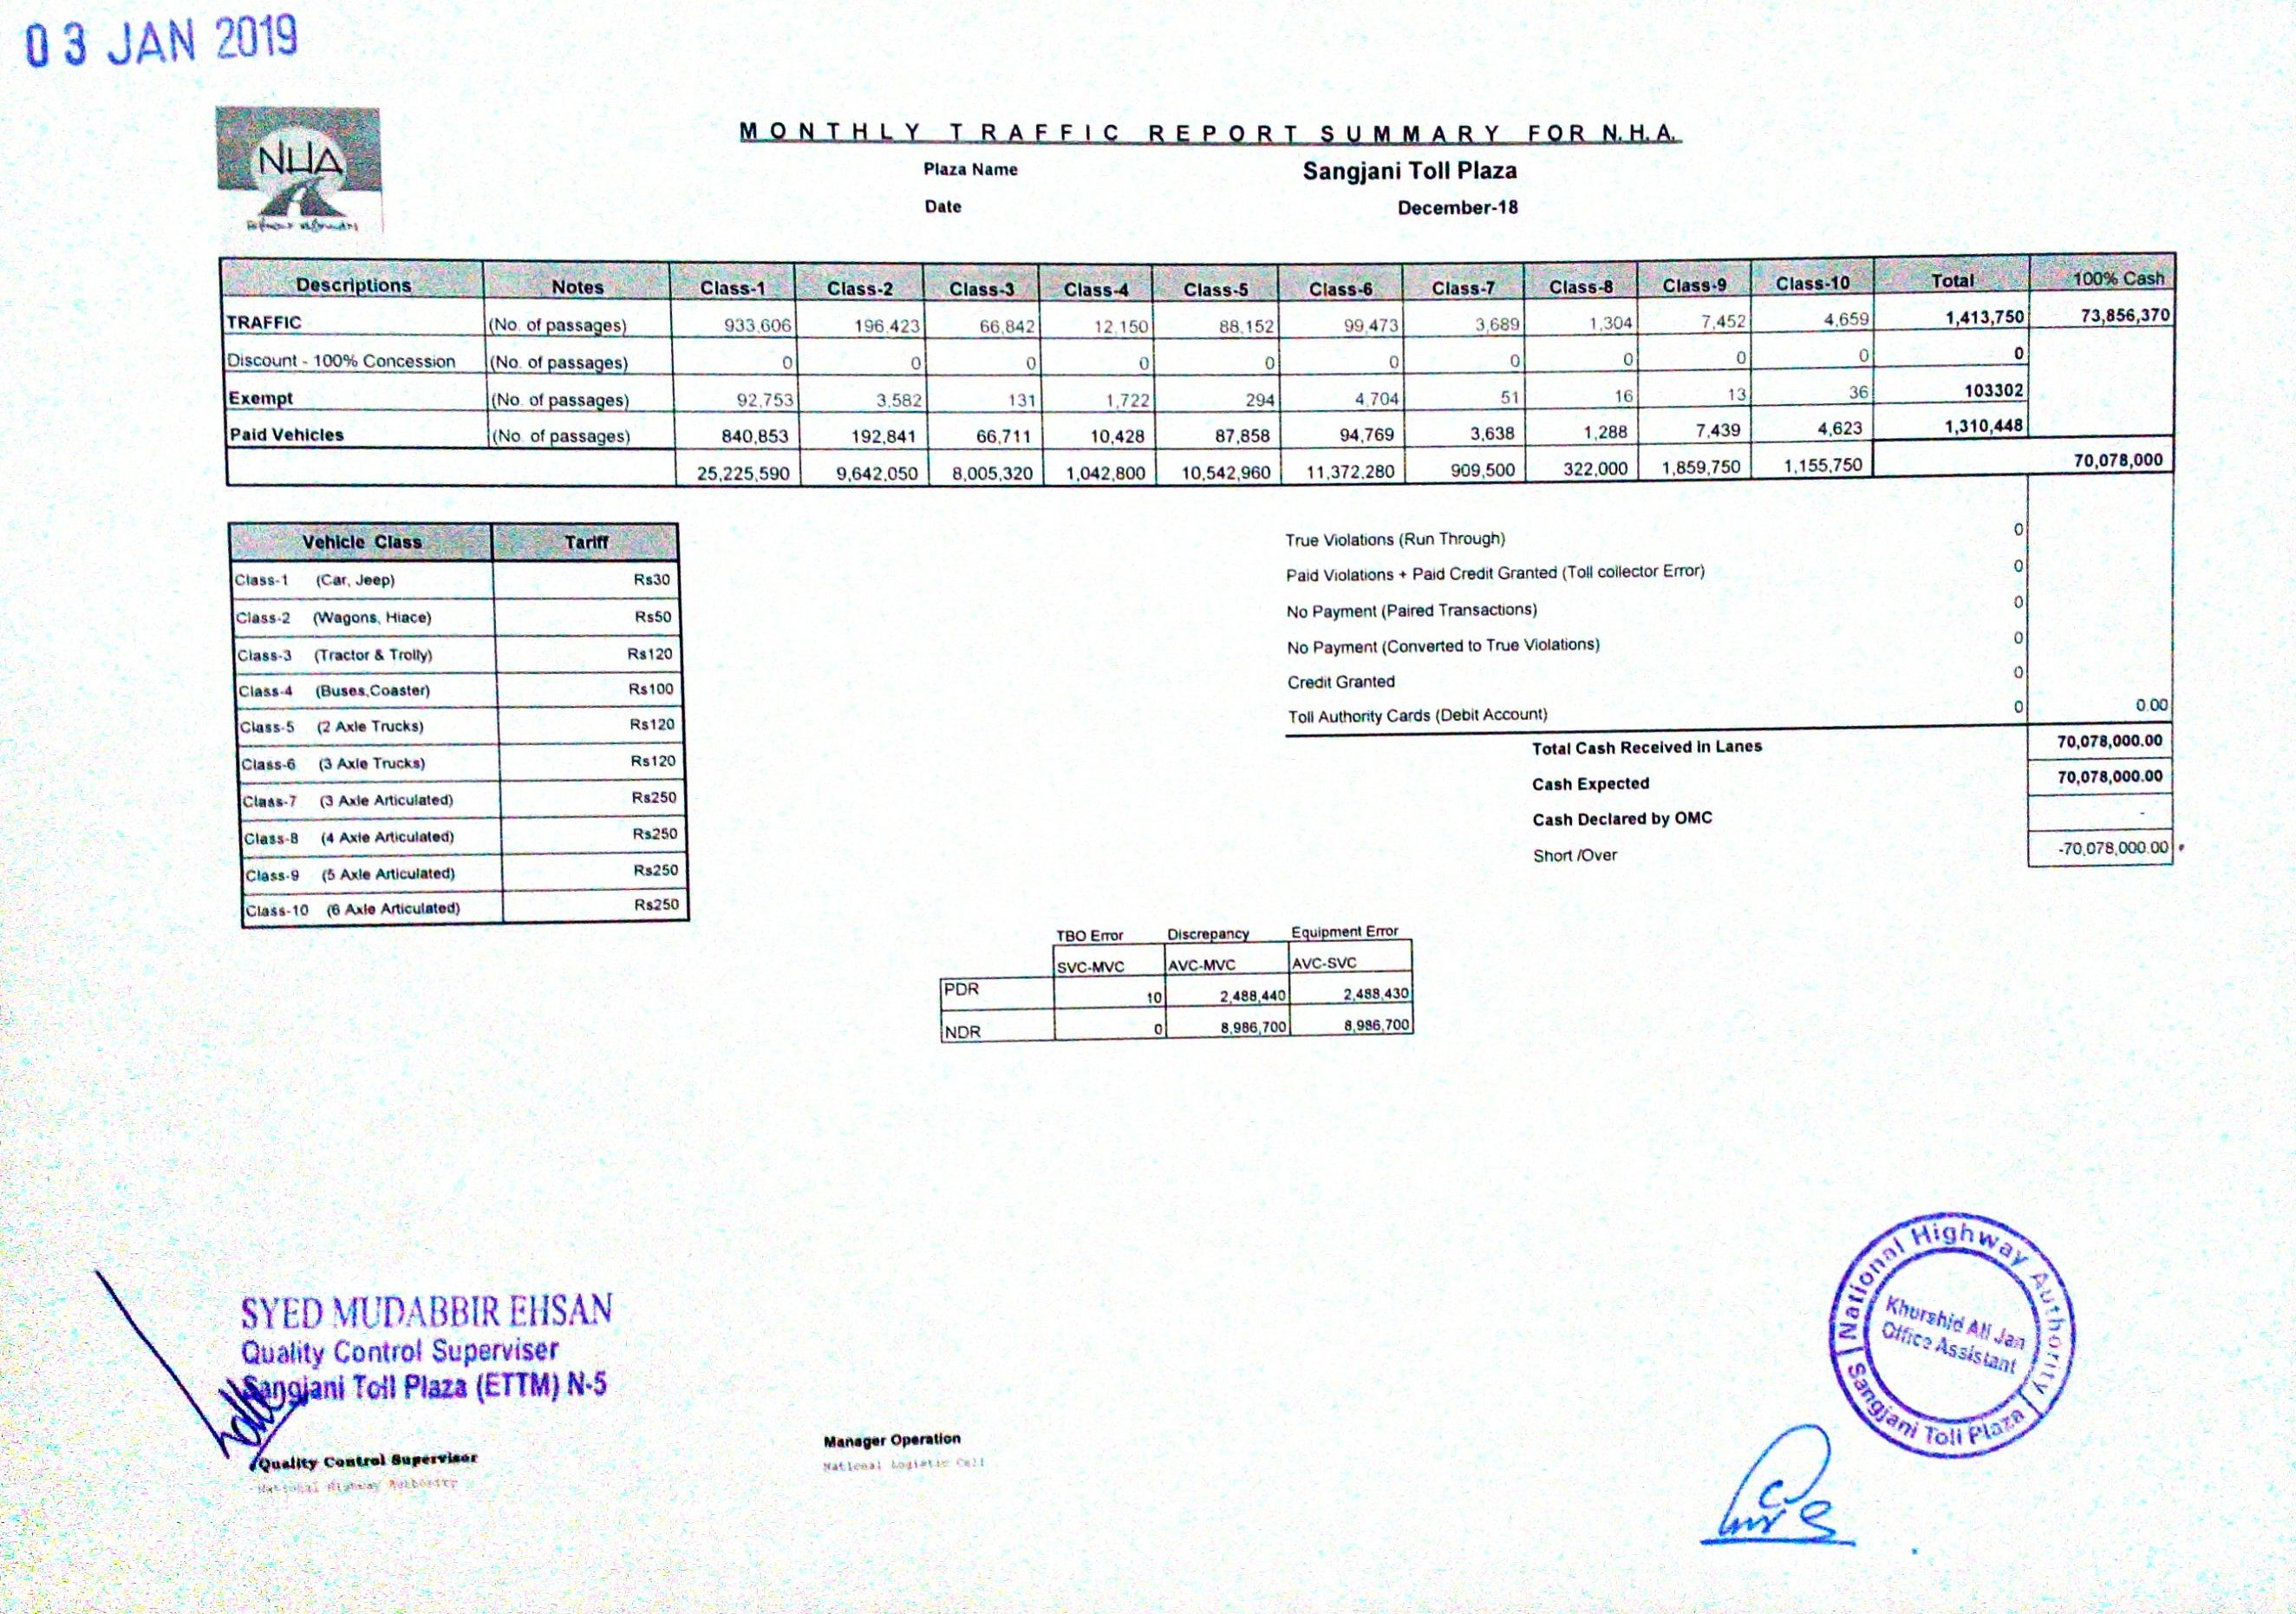 03 JAN 2019
NHA
MONTHLY TRAFFIC REPORT SUMMARY FOR N.H.A.
Plaza Name Sangjani Toll Plaza
Date December-18
Descriptions Notes Class-1 Class-2 Class-3 Class-4 Class-5 Class-6 Class-7 Class-8 Class-9 Class-10 Total 100% Cash
TRAFFIC (No. of passages) 933,606 196,423 66,842 12,150 88,152 99,473 3,689 1,304 7,452 4,659 1,413,750 73,856,370
Discount - 100% Concession (No. of passages) 0 0 0 0 0 0 0 0 0 0 0
Exempt (No. of passages) 92,753 3,582 131 1,722 294 4,704 51 16 13 36 103302
Paid Vehicles (No. of passages) 840,853 192,841 66,711 10,428 87,858 94,769 3,638 1,288 7,439 4,623 1,310,448
25,225,590 9,642,050 8,005,320 1,042,800 10,542,960 11,372,280 909,500 322,000 1,859,750 1,155,750 70,078,000
Vehicle Class Tariff
Class-1 (Car, Jeep) Rs30
Class-2 (Wagons, Hiace) Rs50
Class-3 (Tractor & Trolly) Rs120
Class-4 (Buses,Coaster) Rs100
Class-5 (2 Axle Trucks) Rs120
Class-6 (3 Axle Trucks) Rs120
Class-7 (3 Axle Articulated) Rs250
Class-8 (4 Axle Articulated) Rs250
Class-9 (5 Axle Articulated) Rs250
Class-10 (6 Axle Articulated) Rs250
True Violations (Run Through) 0
Paid Violations + Paid Credit Granted (Toll collector Error) 0
No Payment (Paired Transactions) 0
No Payment (Converted to True Violations) 0
Credit Granted 0
Toll Authority Cards (Debit Account) 0 0.00
Total Cash Received in Lanes 70,078,000.00
Cash Expected 70,078,000.00
Cash Declared by OMC -
Short /Over -70,078,000.00
TBO Error Discrepancy Equipment Error
SVC-MVC AVC-MVC AVC-SVC
PDR 10 2,488,440 2,488,430
NDR 0 8,986,700 8,986,700
SYED MUDABBIR EHSAN
Quality Control Superviser
Sangjani Toll Plaza (ETTM) N-5
Quality Control Supervisor
National Highway Authority
Manager Operation
National Logistic Cell
National Highway Authority
Khurshid Ali Jan
Office Assistant
Sangjani Toll Plaza